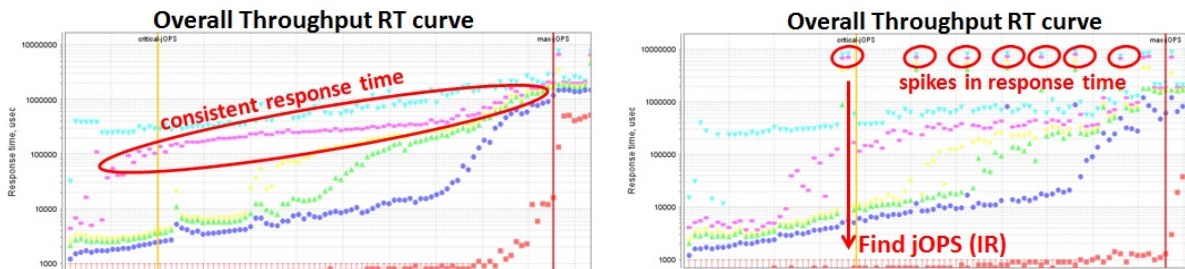 Overall Throughput RT curve
critical-jOPS
max-jOPS
10000000
1000000
100000
10000
1000
Response time, usec
consistent response time
Overall Throughput RT curve
critical-jOPS
max-jOPS
10000000
1000000
100000
10000
1000
Response time, usec
spikes in response time
Find jOPS (IR)